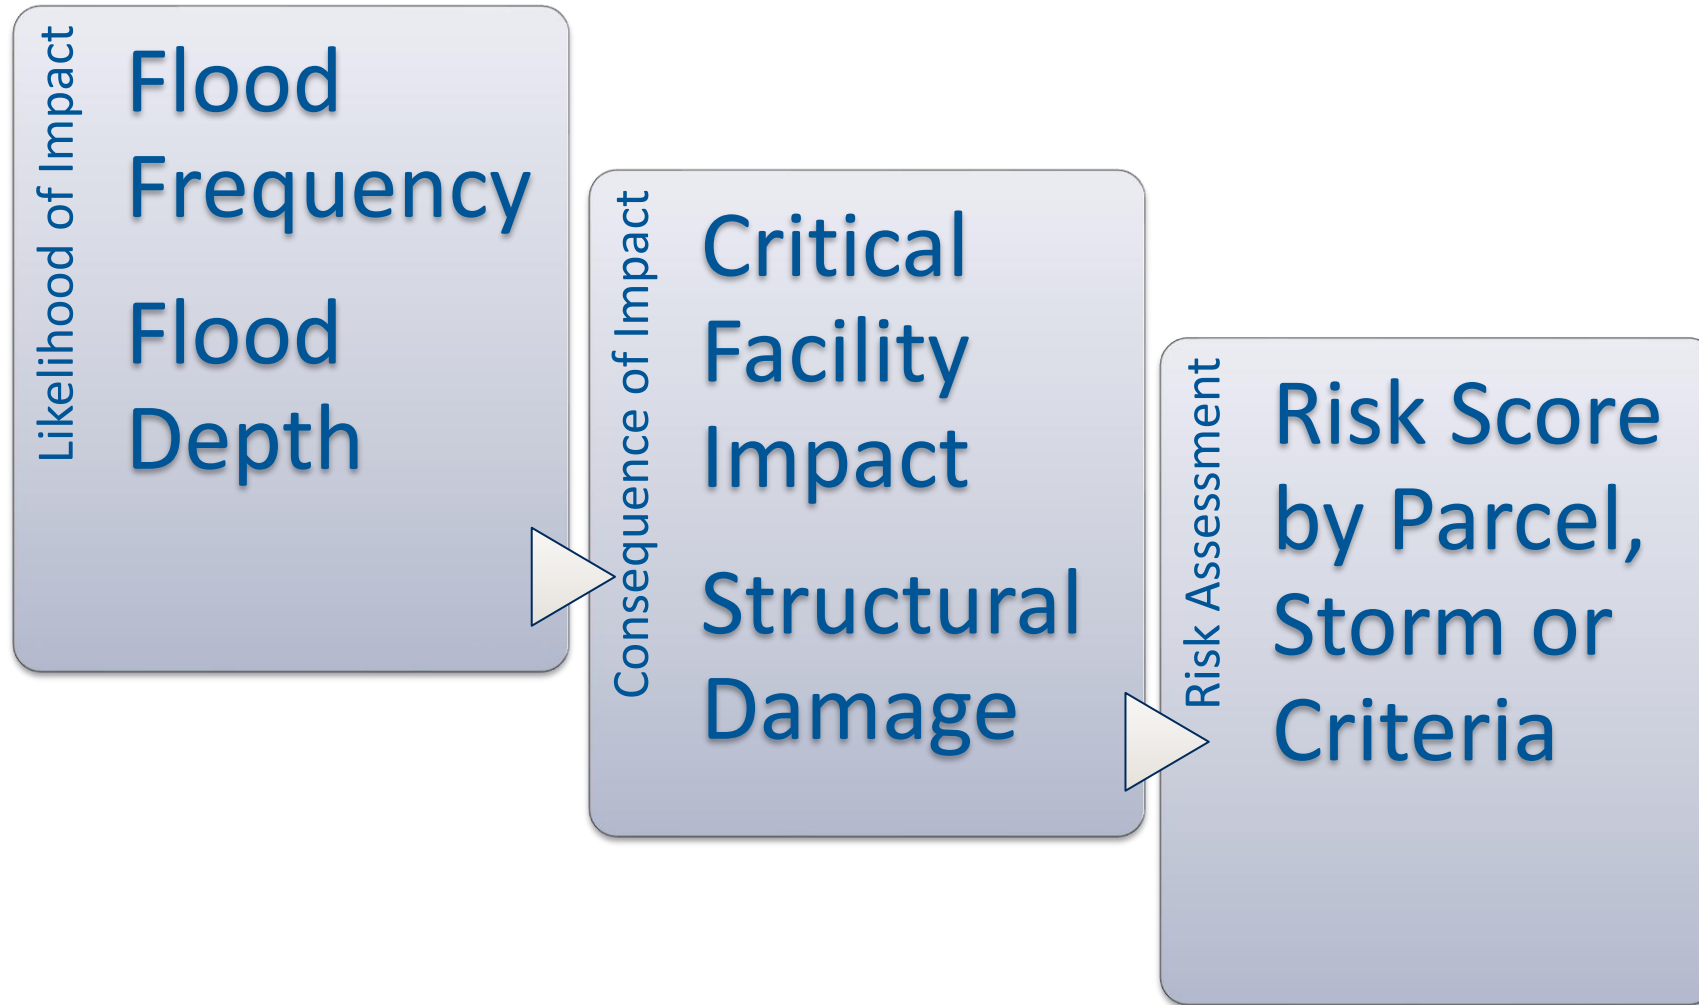 Likelihood of Impact
Flood
Frequency
Flood
Depth
Consequence of Impact
Critical
Facility
Impact
Structural
Damage
Risk Assessment
Risk Score
by Parcel,
Storm or
Criteria